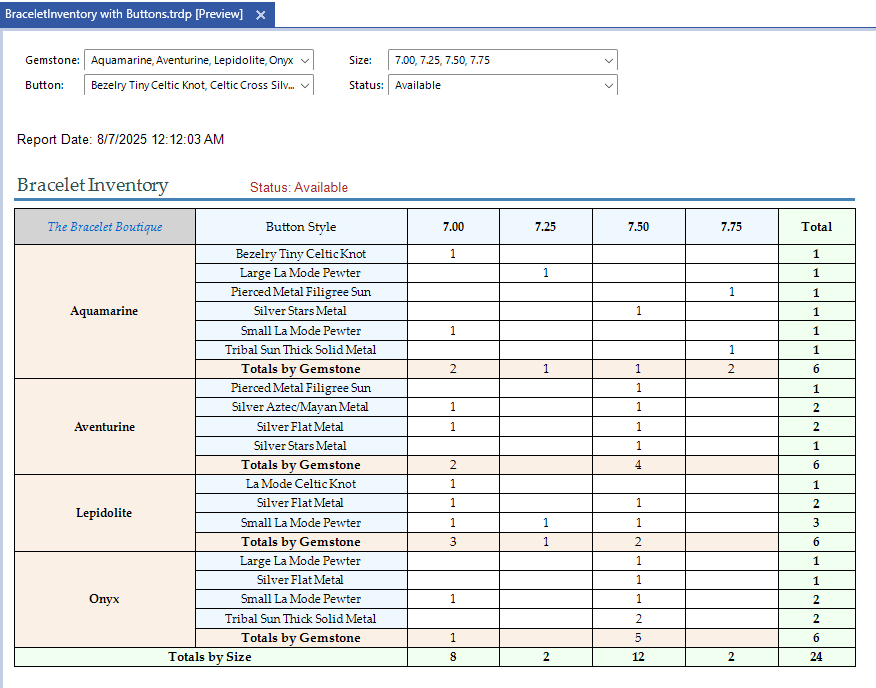 BraceletInventory with Buttons.trdp [Preview] ✕
Gemstone: Aquamarine, Aventurine, Lepidolite, Onyx Size: 7.00, 7.25, 7.50, 7.75
Button: Bezelry Tiny Celtic Knot, Celtic Cross Silv... Status: Available
Report Date: 8/7/2025 12:12:03 AM
Bracelet Inventory Status: Available
The Bracelet Boutique Button Style 7.00 7.25 7.50 7.75 Total
Bezelry Tiny Celtic Knot 1 1
Large La Mode Pewter 1 1
Pierced Metal Filigree Sun 1 1
Aquamarine Silver Stars Metal 1 1
Small La Mode Pewter 1 1
Tribal Sun Thick Solid Metal 1 1
Totals by Gemstone 2 1 1 2 6
Pierced Metal Filigree Sun 1 1
Silver Aztec/Mayan Metal 1 1 2
Aventurine Silver Flat Metal 1 1 2
Silver Stars Metal 1 1
Totals by Gemstone 2 4 6
La Mode Celtic Knot 1 1
Silver Flat Metal 1 1 2
Lepidolite Small La Mode Pewter 1 1 1 3
Totals by Gemstone 3 1 2 6
Large La Mode Pewter 1 1
Silver Flat Metal 1 1
Onyx Small La Mode Pewter 1 1 2
Tribal Sun Thick Solid Metal 2 2
Totals by Gemstone 1 5 6
Totals by Size 8 2 12 2 24